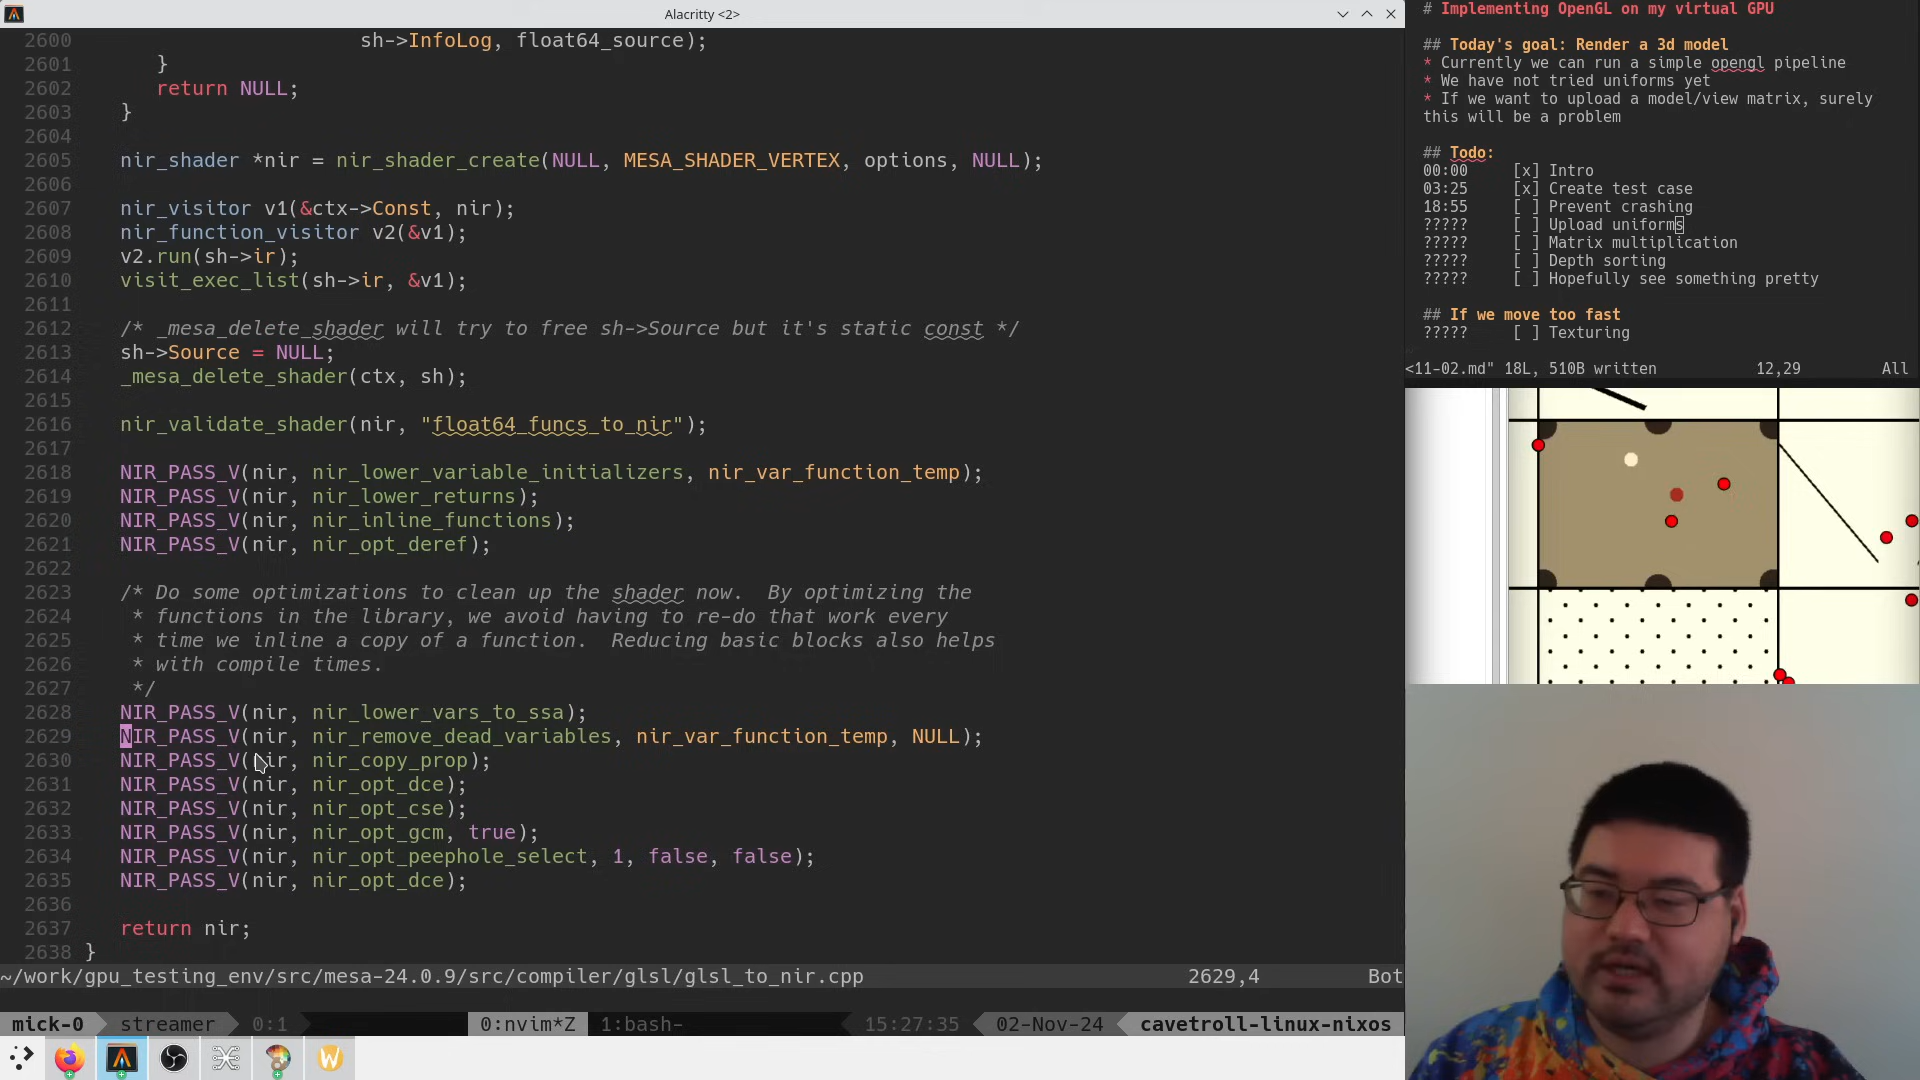 Alacritty <2>
2600 sh->InfoLog, float64_source);
2601 }
2602 return NULL;
2603 }
2604
2605 nir_shader *nir = nir_shader_create(NULL, MESA_SHADER_VERTEX, options, NULL);
2606
2607 nir_visitor v1(&ctx->Const, nir);
2608 nir_function_visitor v2(&v1);
2609 v2.run(sh->ir);
2610 visit_exec_list(sh->ir, &v1);
2611
2612 /* _mesa_delete_shader will try to free sh->Source but it's static const */
2613 sh->Source = NULL;
2614 _mesa_delete_shader(ctx, sh);
2615
2616 nir_validate_shader(nir, "float64_funcs_to_nir");
2617
2618 NIR_PASS_V(nir, nir_lower_variable_initializers, nir_var_function_temp);
2619 NIR_PASS_V(nir, nir_lower_returns);
2620 NIR_PASS_V(nir, nir_inline_functions);
2621 NIR_PASS_V(nir, nir_opt_deref);
2622
2623 /* Do some optimizations to clean up the shader now.  By optimizing the
2624 * functions in the library, we avoid having to re-do that work every
2625 * time we inline a copy of a function.  Reducing basic blocks also helps
2626 * with compile times.
2627 */
2628 NIR_PASS_V(nir, nir_lower_vars_to_ssa);
2629 NIR_PASS_V(nir, nir_remove_dead_variables, nir_var_function_temp, NULL);
2630 NIR_PASS_V(nir, nir_copy_prop);
2631 NIR_PASS_V(nir, nir_opt_dce);
2632 NIR_PASS_V(nir, nir_opt_cse);
2633 NIR_PASS_V(nir, nir_opt_gcm, true);
2634 NIR_PASS_V(nir, nir_opt_peephole_select, 1, false, false);
2635 NIR_PASS_V(nir, nir_opt_dce);
2636
2637 return nir;
2638 }
~/work/gpu_testing_env/src/mesa-24.0.9/src/compiler/glsl/glsl_to_nir.cpp 2629,4 Bot
mick-0 streamer 0:1 0:nvim*Z 1:bash- 15:27:35 02-Nov-24 cavetroll-linux-nixos
# Implementing OpenGL on my virtual GPU
## Today's goal: Render a 3d model
* Currently we can run a simple opengl pipeline
* We have not tried uniforms yet
* If we want to upload a model/view matrix, surely
this will be a problem
## Todo:
00:00 [x] Intro
03:25 [x] Create test case
18:55 [ ] Prevent crashing
????? [ ] Upload uniforms
????? [ ] Matrix multiplication
????? [ ] Depth sorting
????? [ ] Hopefully see something pretty
## If we move too fast
????? [ ] Texturing
<11-02.md" 18L, 510B written 12,29 All